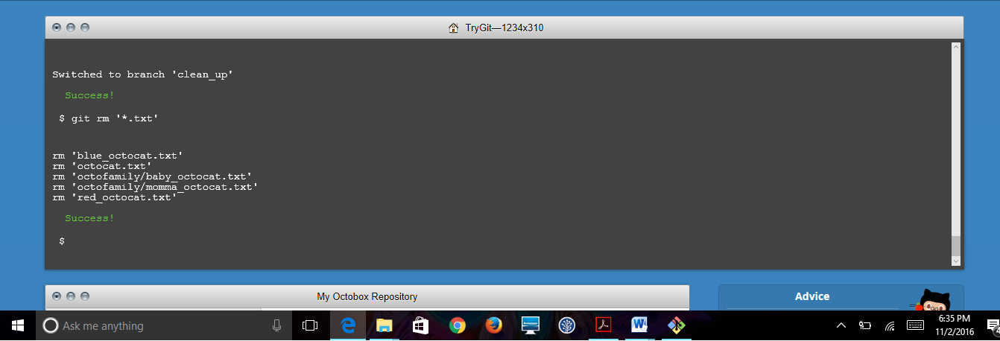 TryGit—1234x310
Switched to branch 'clean_up'
Success!
$ git rm '*.txt'
rm 'blue_octocat.txt'
rm 'octocat.txt'
rm 'octofamily/baby_octocat.txt'
rm 'octofamily/momma_octocat.txt'
rm 'red_octocat.txt'
Success!
$
My Octobox Repository
Advice
Ask me anything
6:35 PM
11/2/2016